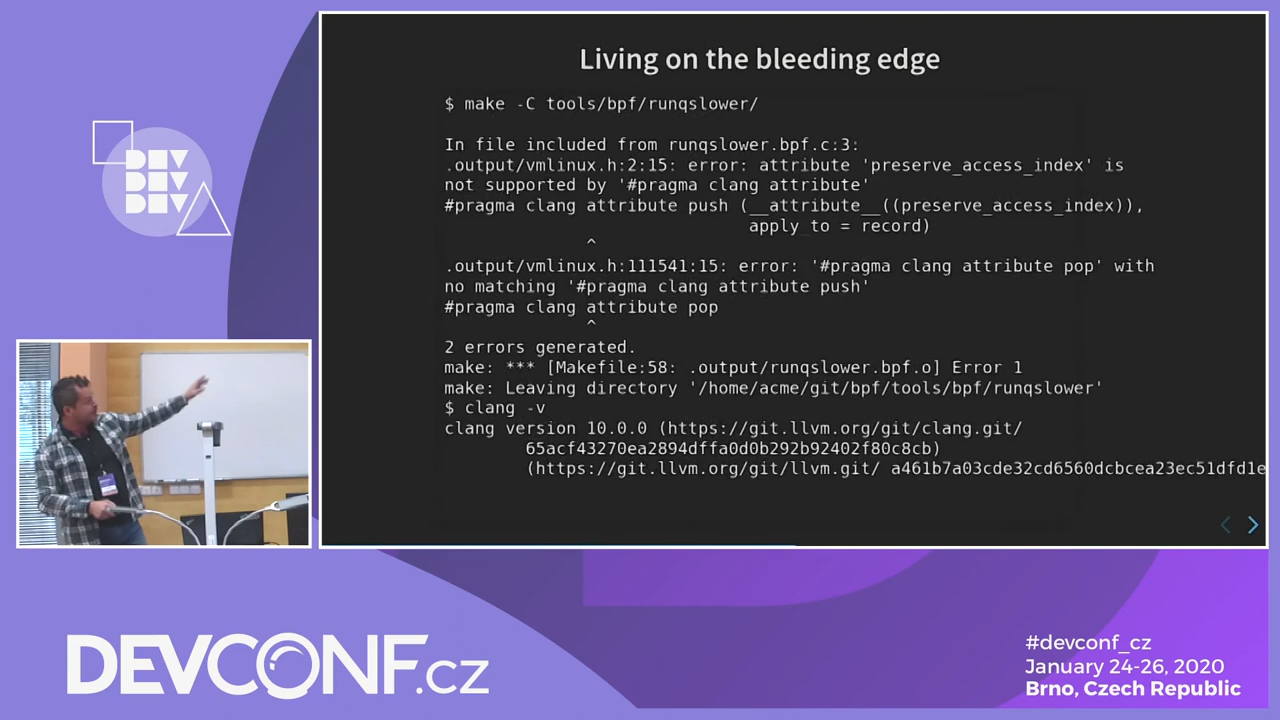 Living on the bleeding edge
$ make -C tools/bpf/runqslower/
In file included from runqslower.bpf.c:3:
.output/vmlinux.h:2:15: error: attribute 'preserve_access_index' is
not supported by '#pragma clang attribute'
#pragma clang attribute push (__attribute__((preserve_access_index)),
apply_to = record)
^
.output/vmlinux.h:111541:15: error: '#pragma clang attribute pop' with
no matching '#pragma clang attribute push'
#pragma clang attribute pop
^
2 errors generated.
make: *** [Makefile:58: .output/runqslower.bpf.o] Error 1
make: Leaving directory '/home/acme/git/bpf/tools/bpf/runqslower'
$ clang -v
clang version 10.0.0 (https://git.llvm.org/git/clang.git/
65acf43270ea2894dffa0d0b292b92402f80c8cb)
(https://git.llvm.org/git/llvm.git/ a461b7a03cde32cd6560dcbcea23ec51dfd1e
DEV
DEV
DEV
DEVCONF.cz
#devconf_cz
January 24-26, 2020
Brno, Czech Republic